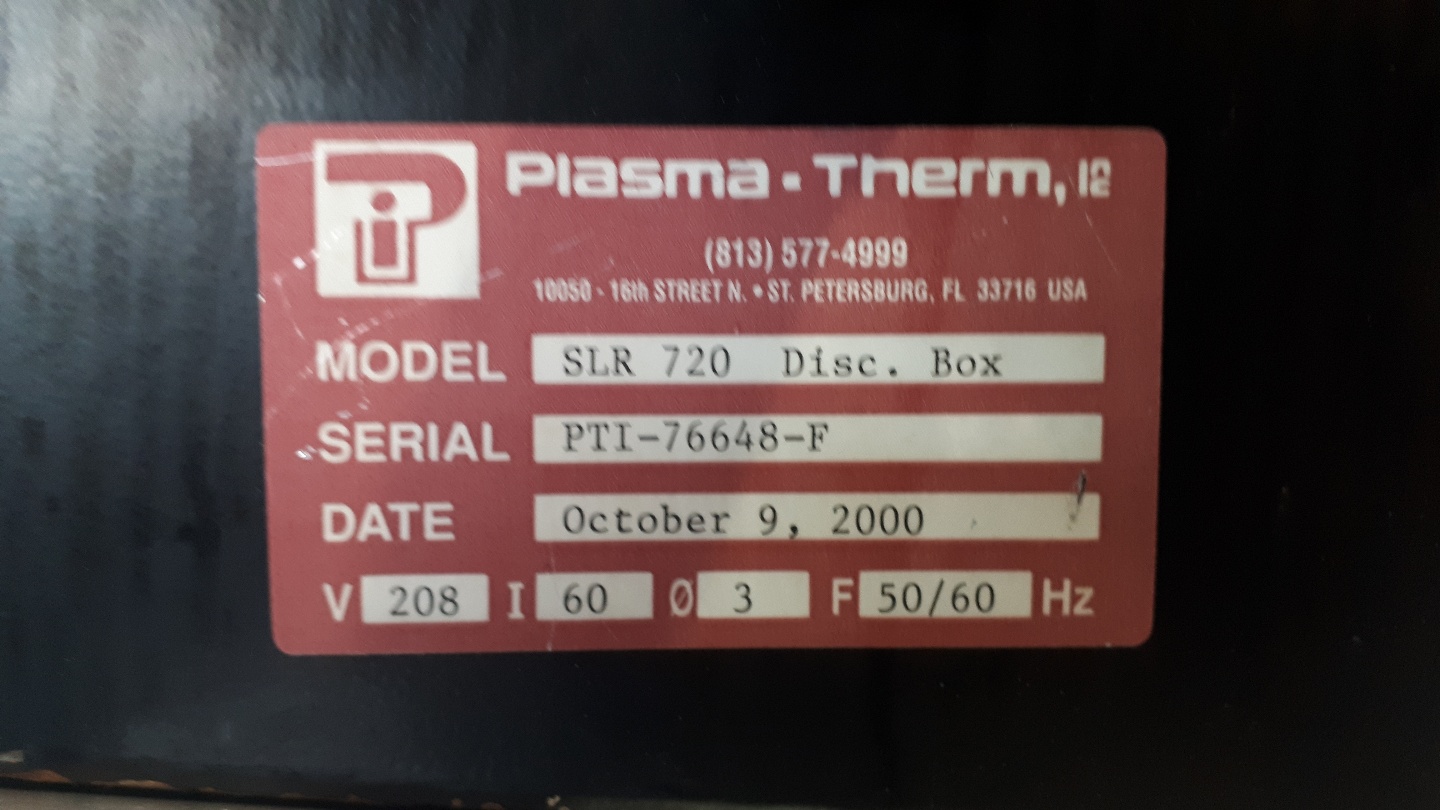 Plasma-Therm, I.P.
(813) 577-4999
10050 - 16th STREET N. • ST. PETERSBURG, FL 33716 USA
MODEL SLR 720 Disc. Box
SERIAL PTI-76648-F
DATE October 9, 2000
V 208 I 60 Ø 3 F 50/60 Hz